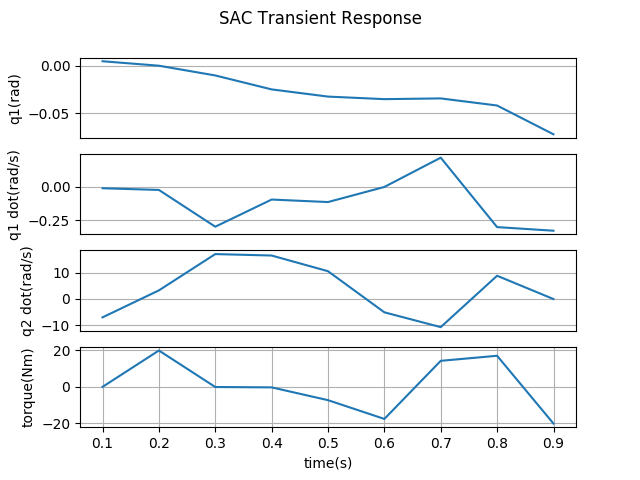 SAC Transient Response
q1(rad)
0.00
−0.05
q1 dot(rad/s)
0.00
−0.25
q2 dot(rad/s)
10
0
−10
torque(Nm)
20
0
−20
0.1 0.2 0.3 0.4 0.5 0.6 0.7 0.8 0.9
time(s)